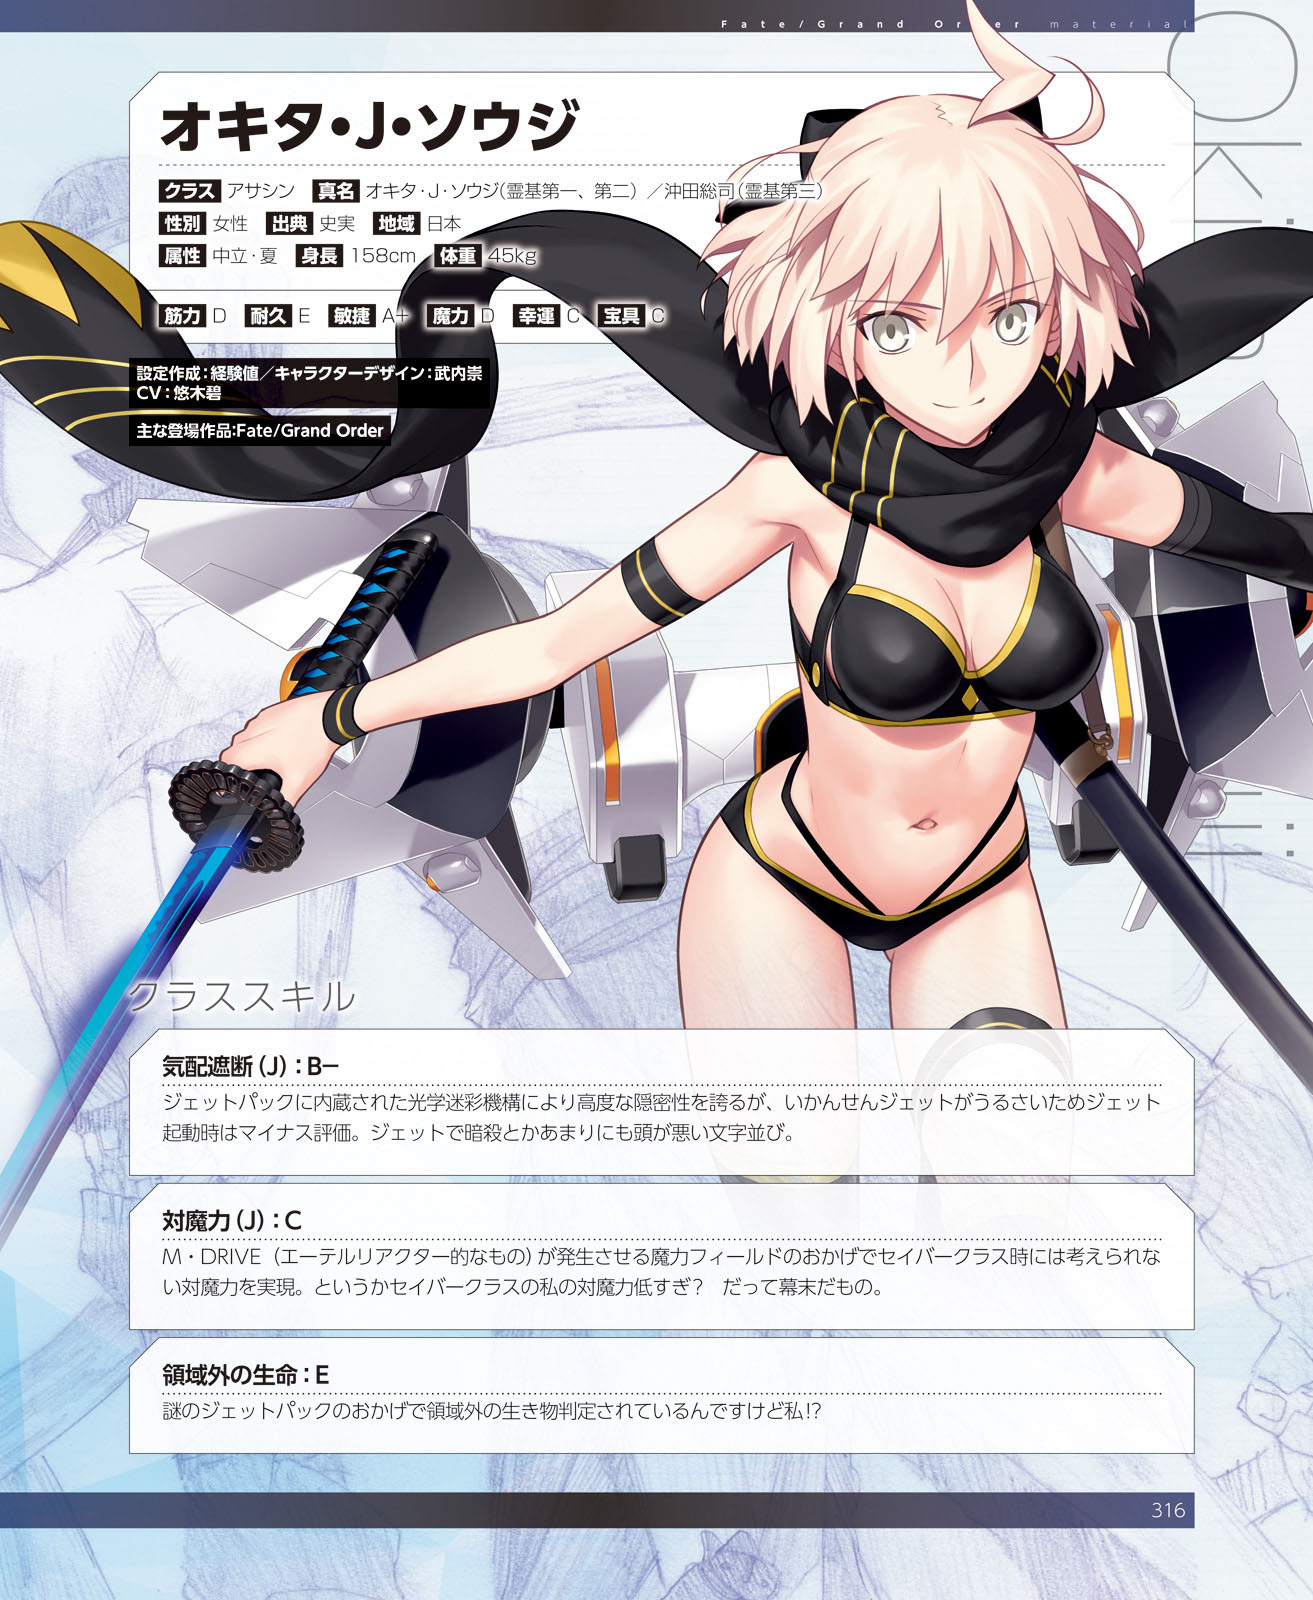 Fate/Grand Order material
オキタ・J・ソウジ
クラス アサシン 真名 オキタ・J・ソウジ(霊基第一、第二)／沖田総司(霊基第三)
性別 女性 出典 史実 地域 日本
属性 中立・夏 身長 158cm 体重 45kg
筋力 D 耐久 E 敏捷 A+ 魔力 D 幸運 C 宝具 C
設定作成：経験値／キャラクターデザイン：武内崇
CV：悠木碧
主な登場作品：Fate/Grand Order
クラススキル
気配遮断(J)：B−
ジェットパックに内蔵された光学迷彩機構により高度な隠密性を誇るが、いかんせんジェットがうるさいためジェット
起動時はマイナス評価。ジェットで暗殺とかあまりにも頭が悪い文字並び。
対魔力(J)：C
M・DRIVE（エーテルリアクター的なもの）が発生させる魔力フィールドのおかげでセイバークラス時には考えられな
い対魔力を実現。というかセイバークラスの私の対魔力低すぎ？　だって幕末だもの。
領域外の生命：E
謎のジェットパックのおかげで領域外の生き物判定されているんですけど私!?
316